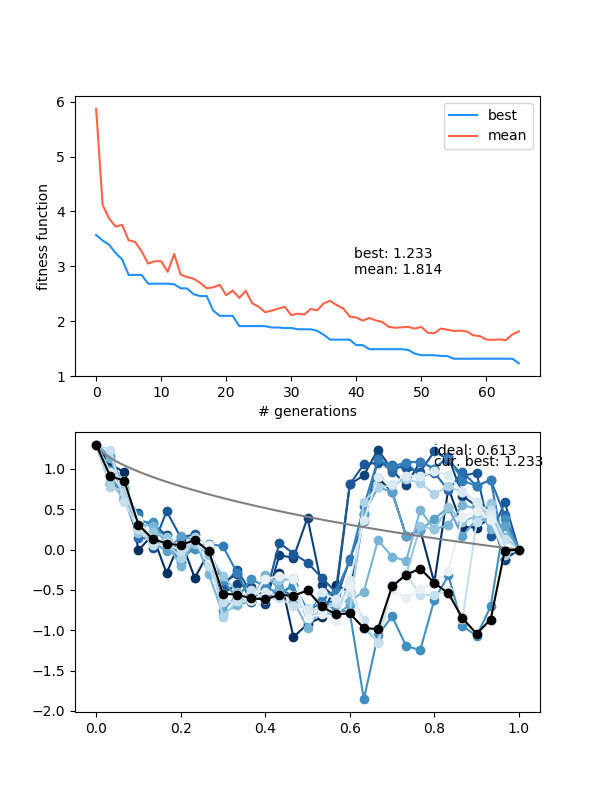 6
5
4
3
2
1
fitness function
best
mean
best: 1.233
mean: 1.814
0 10 20 30 40 50 60
# generations
ideal: 0.613
cur. best: 1.233
1.0
0.5
0.0
−0.5
−1.0
−1.5
−2.0
0.0 0.2 0.4 0.6 0.8 1.0